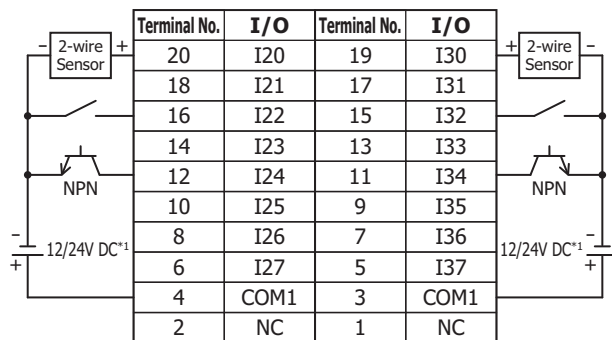 Terminal No. I/O Terminal No. I/O
- 2-wire Sensor + 20 I20 19 I30 + 2-wire Sensor -
18 I21 17 I31
16 I22 15 I32
14 I23 13 I33
NPN 12 I24 11 I34 NPN
10 I25 9 I35
- 8 I26 7 I36 -
12/24V DC*1 12/24V DC*1
+ 6 I27 5 I37 +
4 COM1 3 COM1
2 NC 1 NC